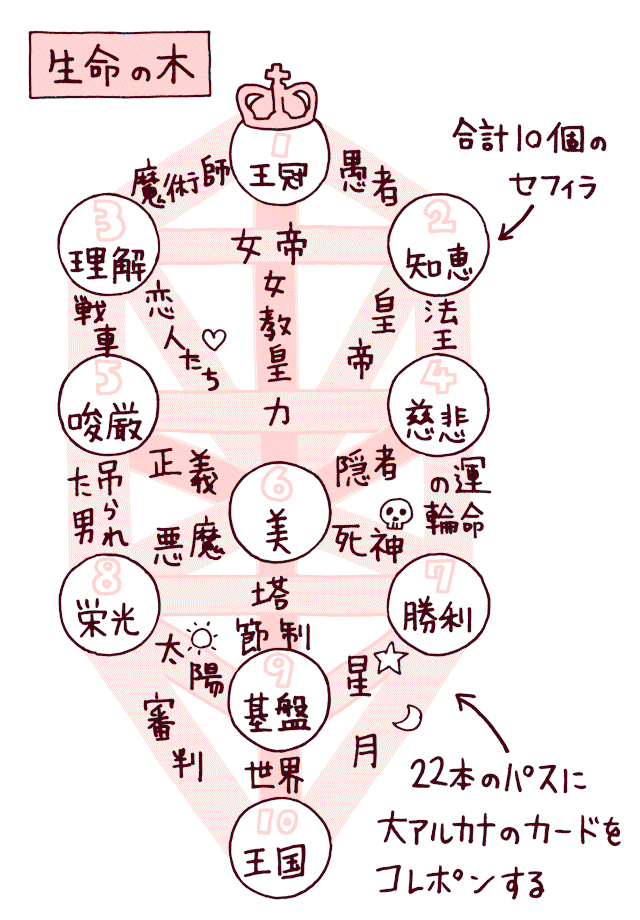 生命の木
合計10個の
セフィラ
1
王冠
魔術師
愚者
3
理解
2
知恵
女帝
女教皇
恋人たち
皇帝
戦車
法王
5
唆厳
4
慈悲
力
正義
隠者
吊られた男
運命の輪
6
美
悪魔
死神
8
栄光
7
勝利
塔
節制
太陽
星
9
基盤
審判
月
世界
10
王国
22本のパスに
大アルカナのカードを
コレポンする